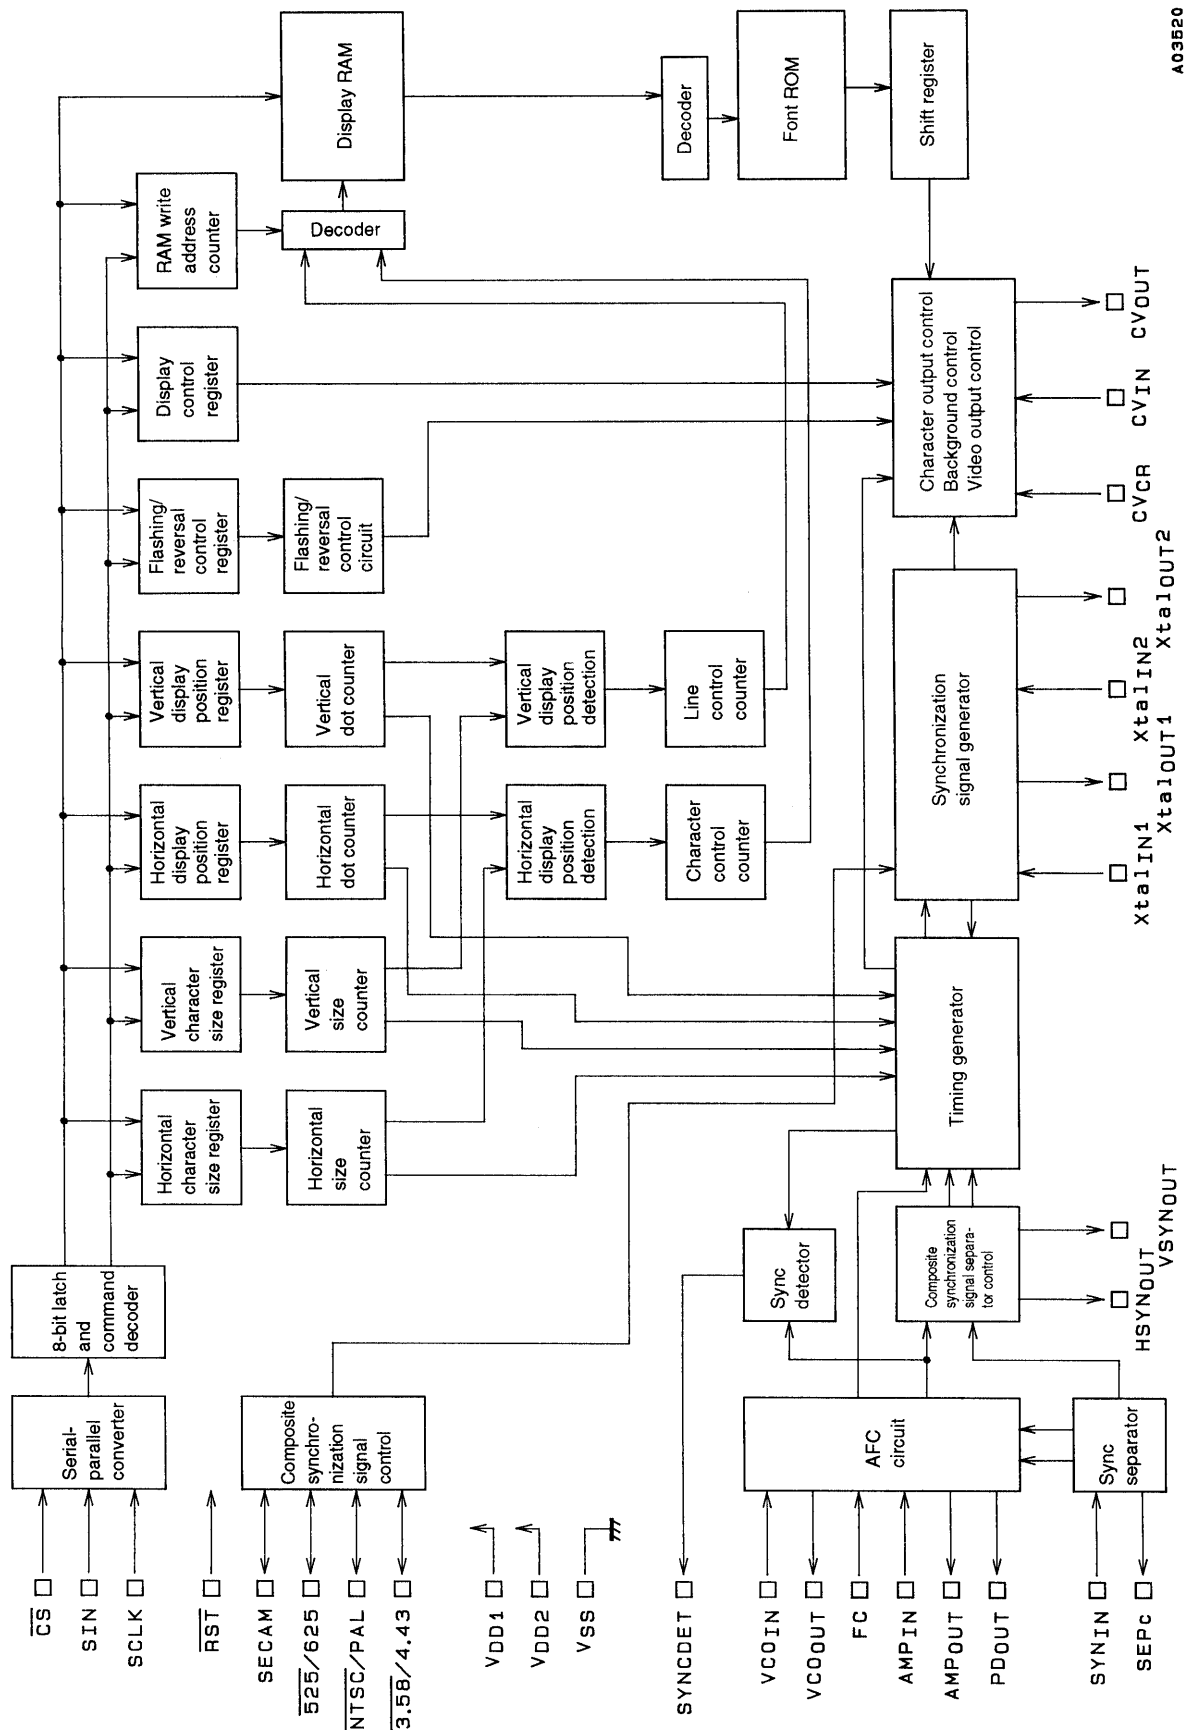 CS
SIN
SCLK
RST
SECAM
525/625
NTSC/PAL
3.58/4.43
VDD1
VDD2
VSS
SYNCDET
VCOIN
VCOOUT
FC
AMPIN
AMPOUT
PDOUT
SYNIN
SEPC
Serial-
parallel
converter
8-bit latch
and
command
decoder
Composite
synchro-
nization
signal
control
AFC
circuit
Sync
separator
Sync
detector
Composite
synchronization
signal separa-
tor control
HSYNOUT
VSYNOUT
Horizontal
character
size register
Horizontal
size
counter
Vertical
character
size register
Vertical
size
counter
Horizontal
display
position
register
Horizontal
dot counter
Horizontal
display
position
detection
Character
control
counter
Vertical
display
position
register
Vertical
dot counter
Vertical
display
position
detection
Line
control
counter
Flashing/
reversal
control
register
Flashing/
reversal
control
circuit
Display
control
register
RAM write
address
counter
Decoder
Display RAM
Decoder
Font ROM
Shift register
Timing generator
Synchronization
signal generator
Character output control
Background control
Video output control
XtalIN1
XtalOUT1
XtalIN2
XtalOUT2
CVCR
CVIN
CVOUT
A03520